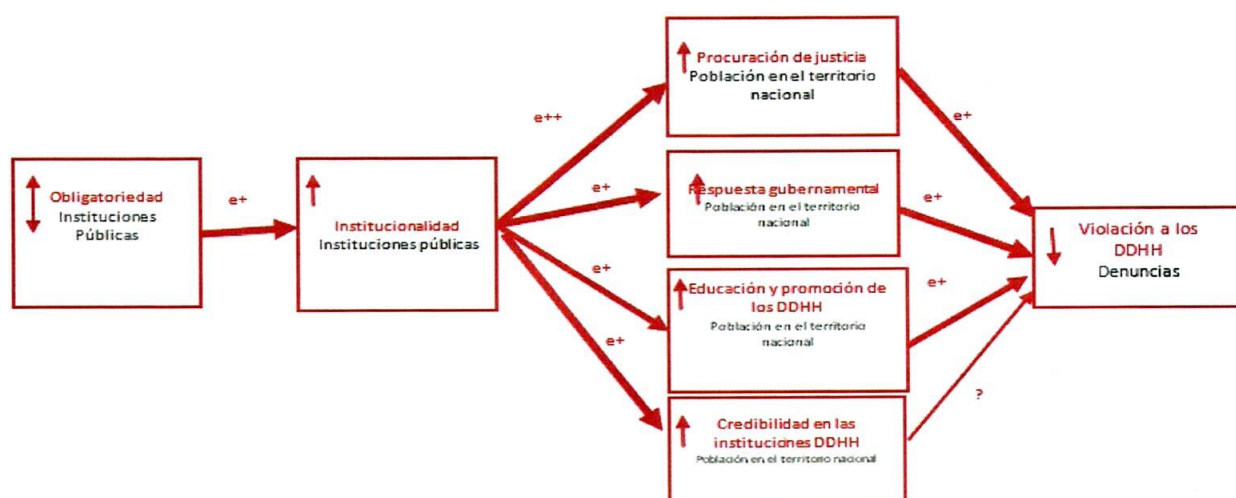 Obligatoriedad
Instituciones
Públicas
e+
Institucionalidad
Instituciones públicas
e++
e+
e+
e+
Procuración de justicia
Población en el territorio
nacional
Respuesta gubernamental
Población en el territorio
nacional
Educación y promoción de
los DDHH
Población en el territorio
nacional
Credibilidad en las
instituciones DDHH
Población en el territorio nacional
e+
e+
e+
?
Violación a los
DDHH
Denuncias